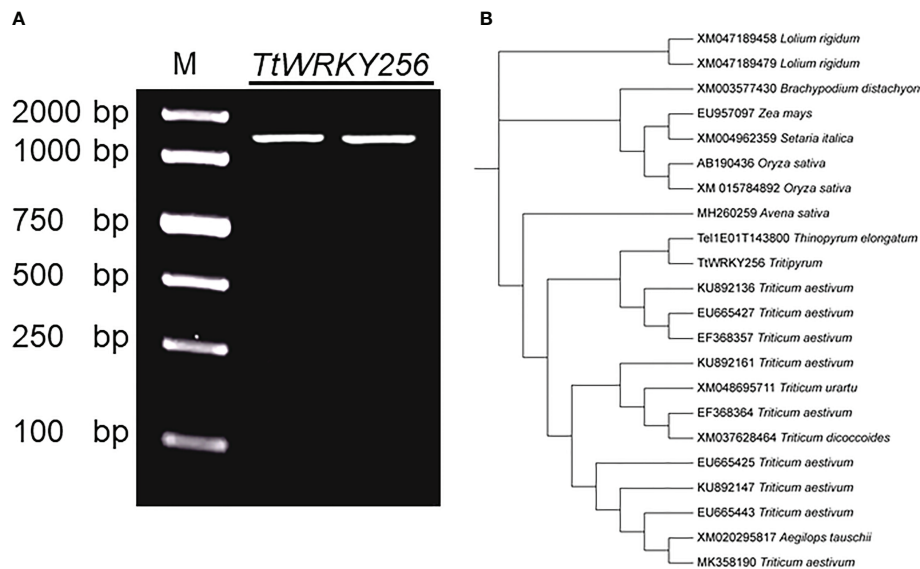 A
M TtWRKY256
2000 bp
1000 bp
750 bp
500 bp
250 bp
100 bp
B
XM047189458 Lolium rigidum
XM047189479 Lolium rigidum
XM003577430 Brachypodium distachyon
EU957097 Zea mays
XM004962359 Setaria italica
AB190436 Oryza sativa
XM 015784892 Oryza sativa
MH260259 Avena sativa
Tel1E01T143800 Thinopyrum elongatum
TtWRKY256 Tritipyrum
KU892136 Triticum aestivum
EU665427 Triticum aestivum
EF368357 Triticum aestivum
KU892161 Triticum aestivum
XM048695711 Triticum urartu
EF368364 Triticum aestivum
XM037628464 Triticum dicoccoides
EU665425 Triticum aestivum
KU892147 Triticum aestivum
EU665443 Triticum aestivum
XM020295817 Aegilops tauschii
MK358190 Triticum aestivum